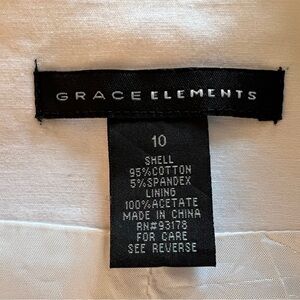 GRACE ELEMENTS
10
SHELL
95%COTTON
5%SPANDEX
LINING
100%ACETATE
MADE IN CHINA
RN#93178
FOR CARE
SEE REVERSE